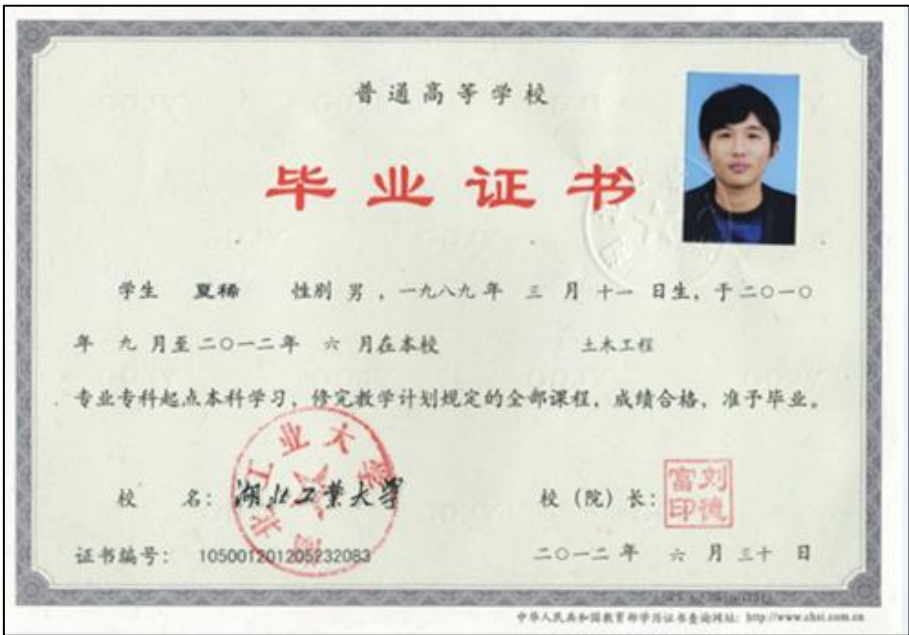 普通高等学校
毕业证书
学生 夏稀 性别 男，一九八九年 三 月 十一 日生，于二〇一〇
年 九 月至二〇一二年 六 月在本校 土木工程
专业专科起点本科学习，修完教学计划规定的全部课程，成绩合格，准予毕业。
校 名：湖北工業大學
湖北工业大学
校（院）长：
刘德富印
证书编号： 105001201205232083
二〇一二年 六 月 三十 日
中华人民共和国教育部学历证书查询网址：http://www.chsi.com.cn